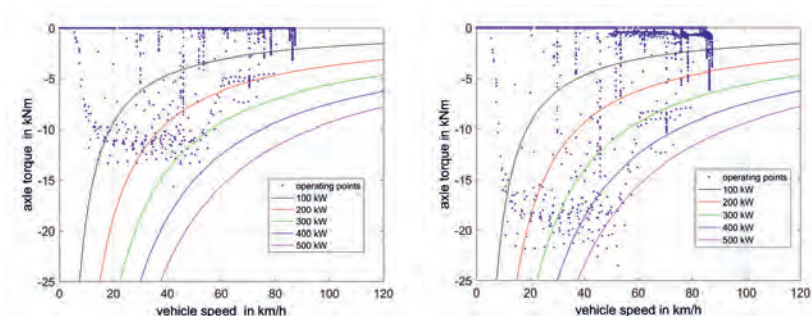 0
-5
-10
-15
-20
-25
0
20
40
60
80
100
120
axle torque in kNm
vehicle speed in km/h
operating points
100 kW
200 kW
300 kW
400 kW
500 kW
0
-5
-10
-15
-20
-25
0
20
40
60
80
100
120
axle torque in kNm
vehicle speed in km/h
operating points
100 kW
200 kW
300 kW
400 kW
500 kW